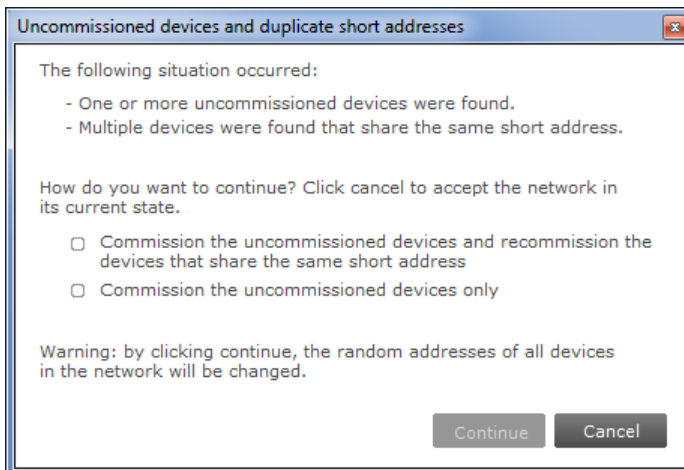 Uncommissioned devices and duplicate short addresses
The following situation occurred:
- One or more uncommissioned devices were found.
- Multiple devices were found that share the same short address.
How do you want to continue? Click cancel to accept the network in
its current state.
Commission the uncommissioned devices and recommission the
devices that share the same short address
Commission the uncommissioned devices only
Warning: by clicking continue, the random addresses of all devices
in the network will be changed.
Continue Cancel